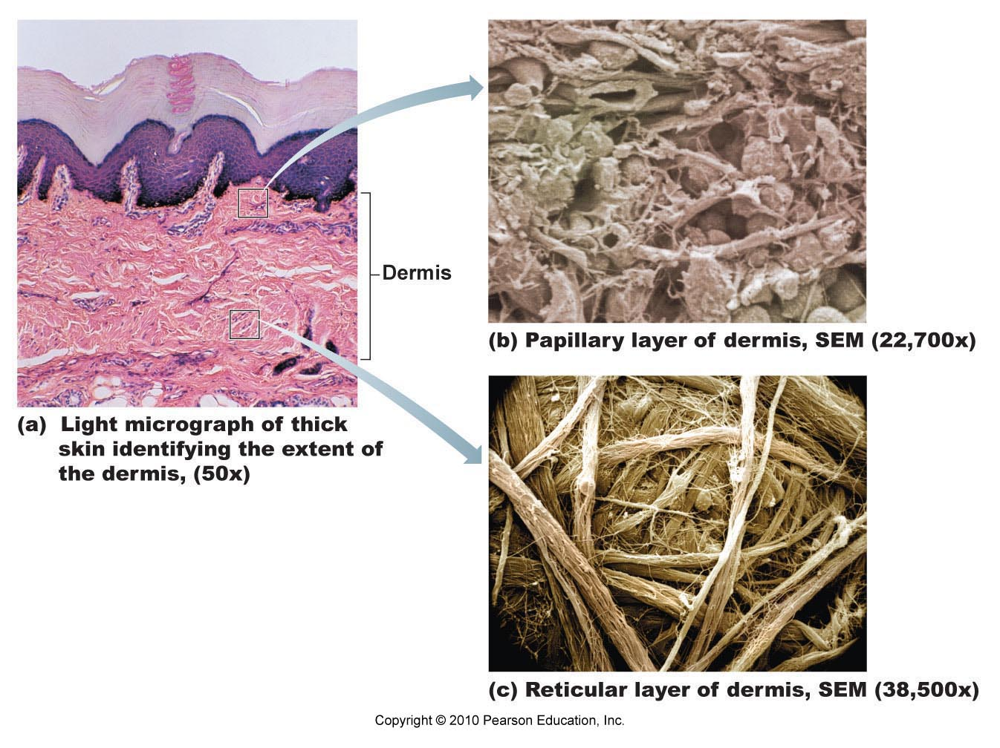 Dermis
(b) Papillary layer of dermis, SEM (22,700x)
(a) Light micrograph of thick
skin identifying the extent of
the dermis, (50x)
(c) Reticular layer of dermis, SEM (38,500x)
Copyright © 2010 Pearson Education, Inc.